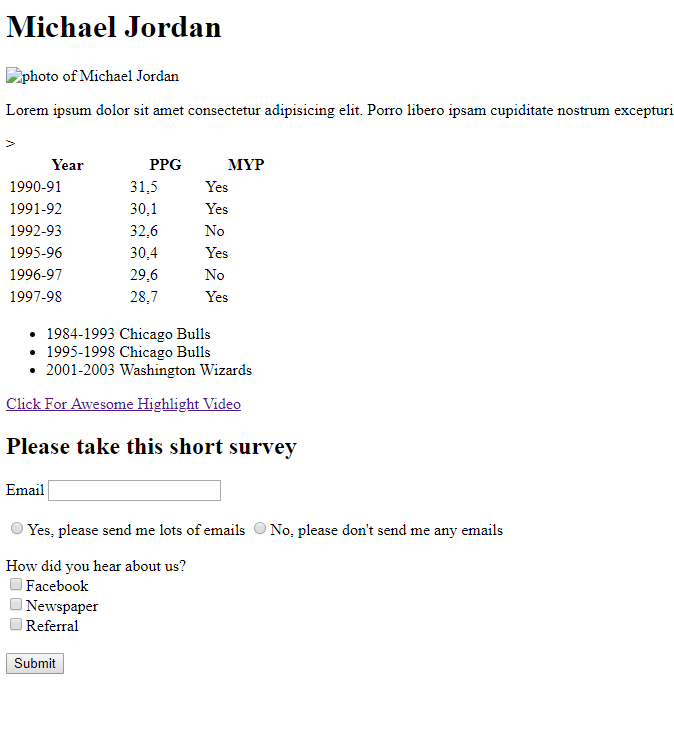 Michael Jordan
photo of Michael Jordan
Lorem ipsum dolor sit amet consectetur adipisicing elit. Porro libero ipsam cupiditate nostrum excepturi
>
Year PPG MYP
1990-91 31,5 Yes
1991-92 30,1 Yes
1992-93 32,6 No
1995-96 30,4 Yes
1996-97 29,6 No
1997-98 28,7 Yes
• 1984-1993 Chicago Bulls
• 1995-1998 Chicago Bulls
• 2001-2003 Washington Wizards
Click For Awesome Highlight Video
Please take this short survey
Email
Yes, please send me lots of emails No, please don't send me any emails
How did you hear about us?
Facebook
Newspaper
Referral
Submit